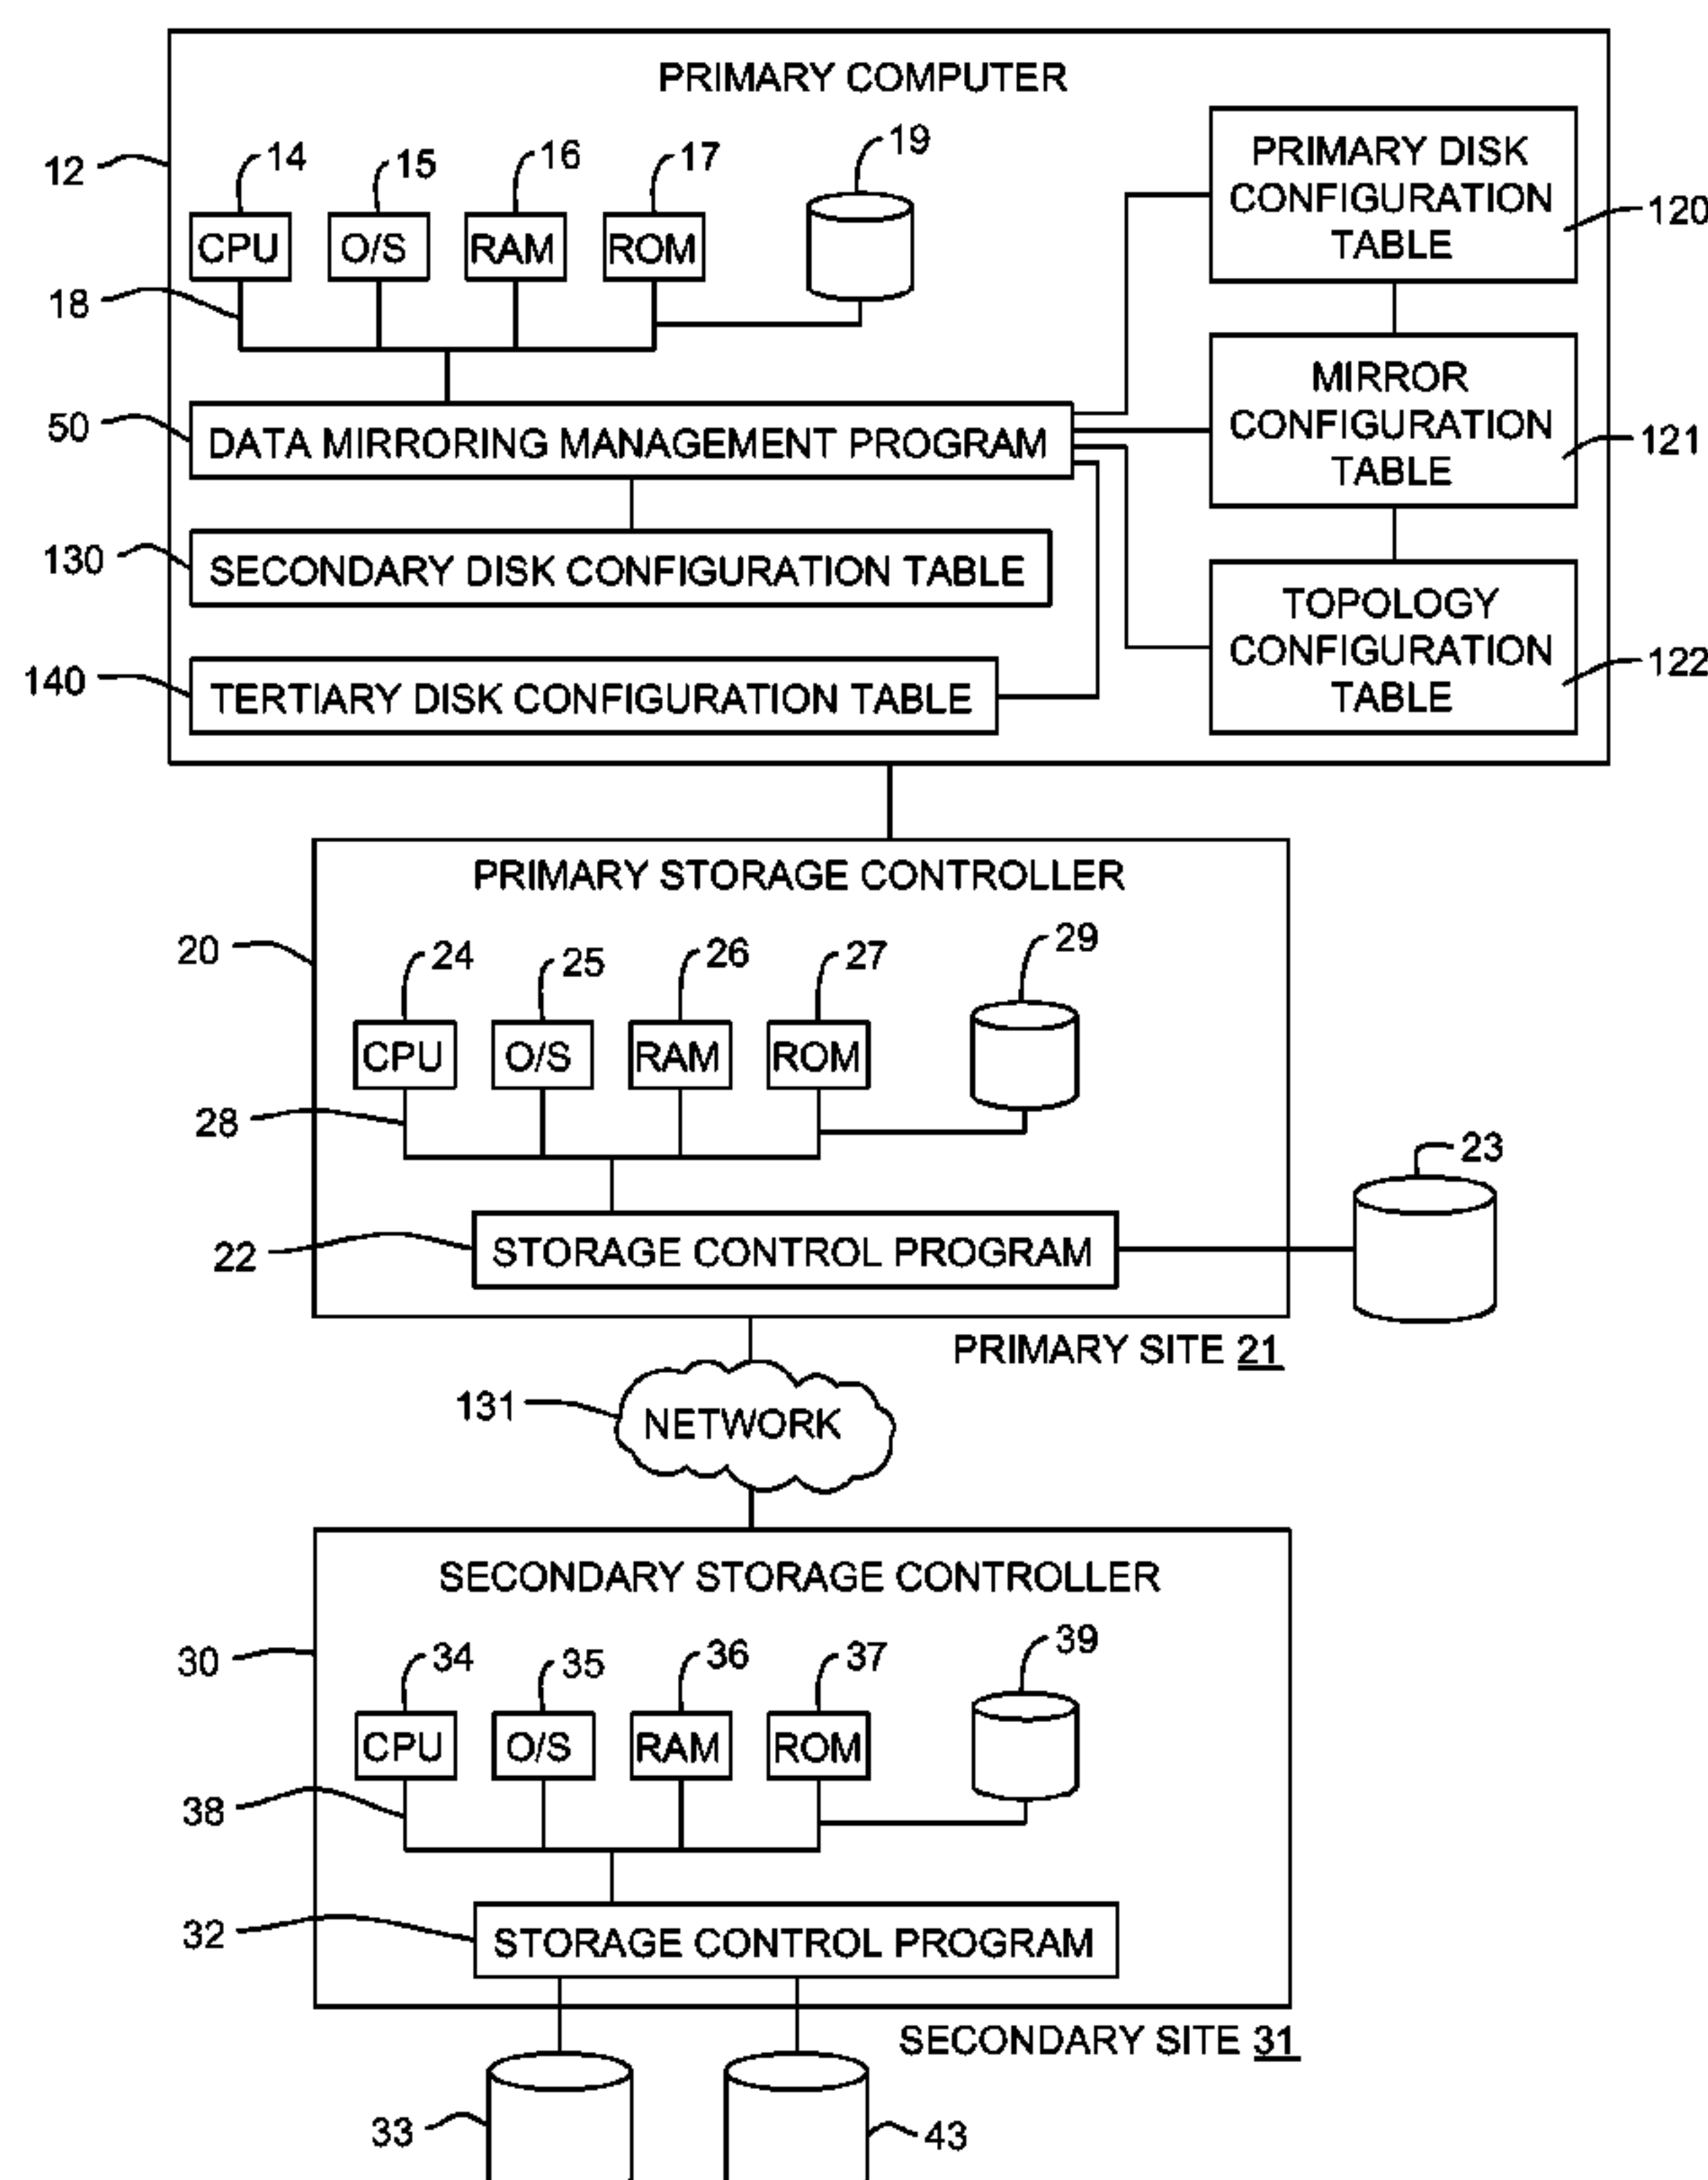 PRIMARY COMPUTER
12
14
15
16
17
19
CPU
O/S
RAM
ROM
18
PRIMARY DISK
CONFIGURATION
TABLE
120
50
DATA MIRRORING MANAGEMENT PROGRAM
MIRROR
CONFIGURATION
TABLE
121
130
SECONDARY DISK CONFIGURATION TABLE
140
TERTIARY DISK CONFIGURATION TABLE
TOPOLOGY
CONFIGURATION
TABLE
122
PRIMARY STORAGE CONTROLLER
20
24
25
26
27
29
CPU
O/S
RAM
ROM
28
23
22
STORAGE CONTROL PROGRAM
PRIMARY SITE 21
131
NETWORK
SECONDARY STORAGE CONTROLLER
30
34
35
36
37
39
CPU
O/S
RAM
ROM
38
32
STORAGE CONTROL PROGRAM
SECONDARY SITE 31
33
43